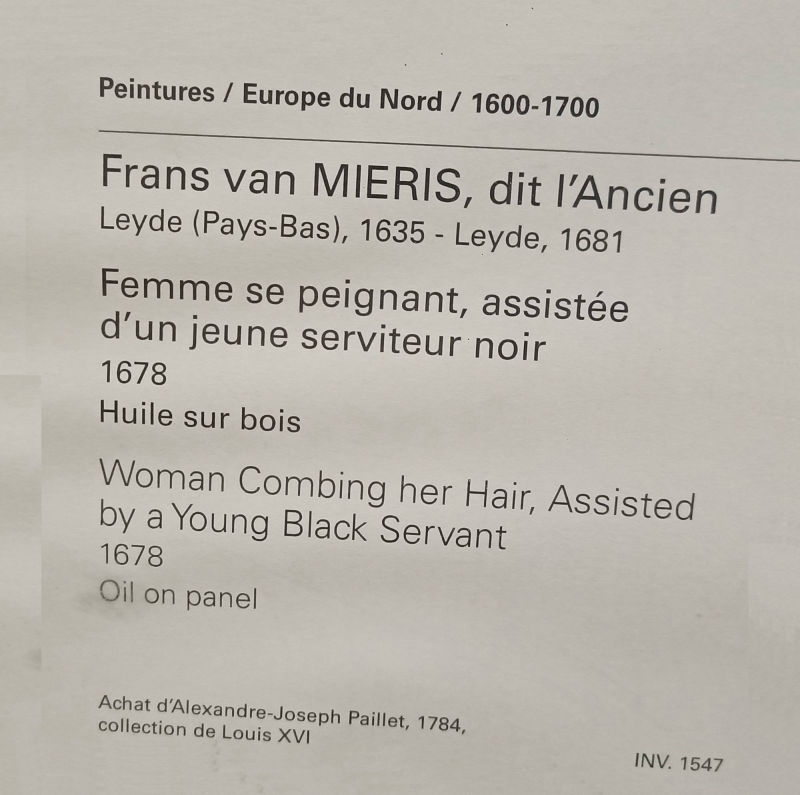 Peintures / Europe du Nord / 1600-1700
Frans van MIERIS, dit l'Ancien
Leyde (Pays-Bas), 1635 - Leyde, 1681
Femme se peignant, assistée
d'un jeune serviteur noir
1678
Huile sur bois
Woman Combing her Hair, Assisted
by a Young Black Servant
1678
Oil on panel
Achat d'Alexandre-Joseph Paillet, 1784,
collection de Louis XVI
INV. 1547